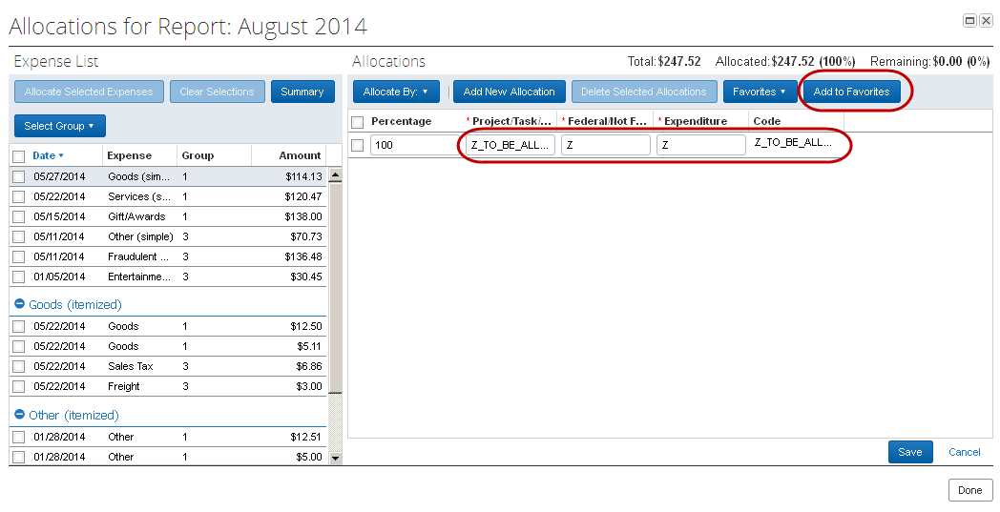 Allocations for Report: August 2014
Expense List
Allocate Selected Expenses Clear Selections Summary
Select Group
Date Expense Group Amount
05/27/2014 Goods (sim... 1 $114.13
05/22/2014 Services (s... 1 $120.47
05/15/2014 Gift/Awards 1 $138.00
05/11/2014 Other (simple) 3 $70.73
05/11/2014 Fraudulent ... 3 $136.48
01/05/2014 Entertainme... 3 $30.45
Goods (itemized)
05/22/2014 Goods 1 $12.50
05/22/2014 Goods 1 $5.11
05/22/2014 Sales Tax 3 $6.86
05/22/2014 Freight 3 $3.00
Other (itemized)
01/28/2014 Other 1 $12.51
01/28/2014 Other 1 $5.00
Allocations Total:$247.52 Allocated:$247.52 (100%) Remaining:$0.00 (0%)
Allocate By: Add New Allocation Delete Selected Allocations Favorites Add to Favorites
Percentage *Project/Task/... *Federal/Not F... *Expenditure Code
100 Z_TO_BE_ALL... Z Z Z_TO_BE_ALL...
Save Cancel
Done